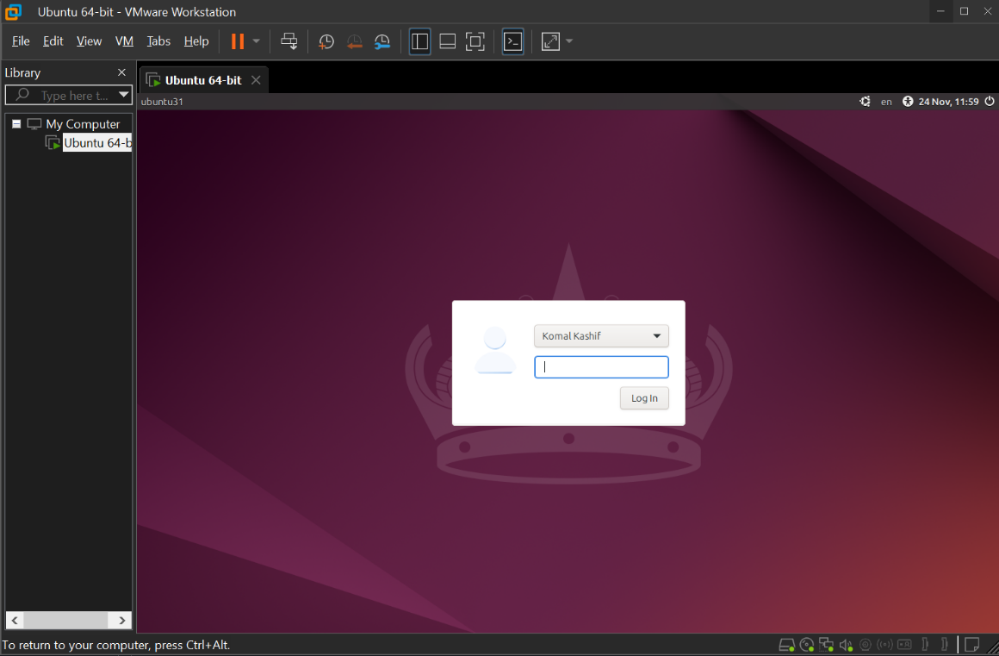 Ubuntu 64-bit - VMware Workstation
File Edit View VM Tabs Help
Library
Type here t...
My Computer
Ubuntu 64-b
Ubuntu 64-bit
ubuntu31
en 24 Nov, 11:59
Komal Kashif
Log In
To return to your computer, press Ctrl+Alt.